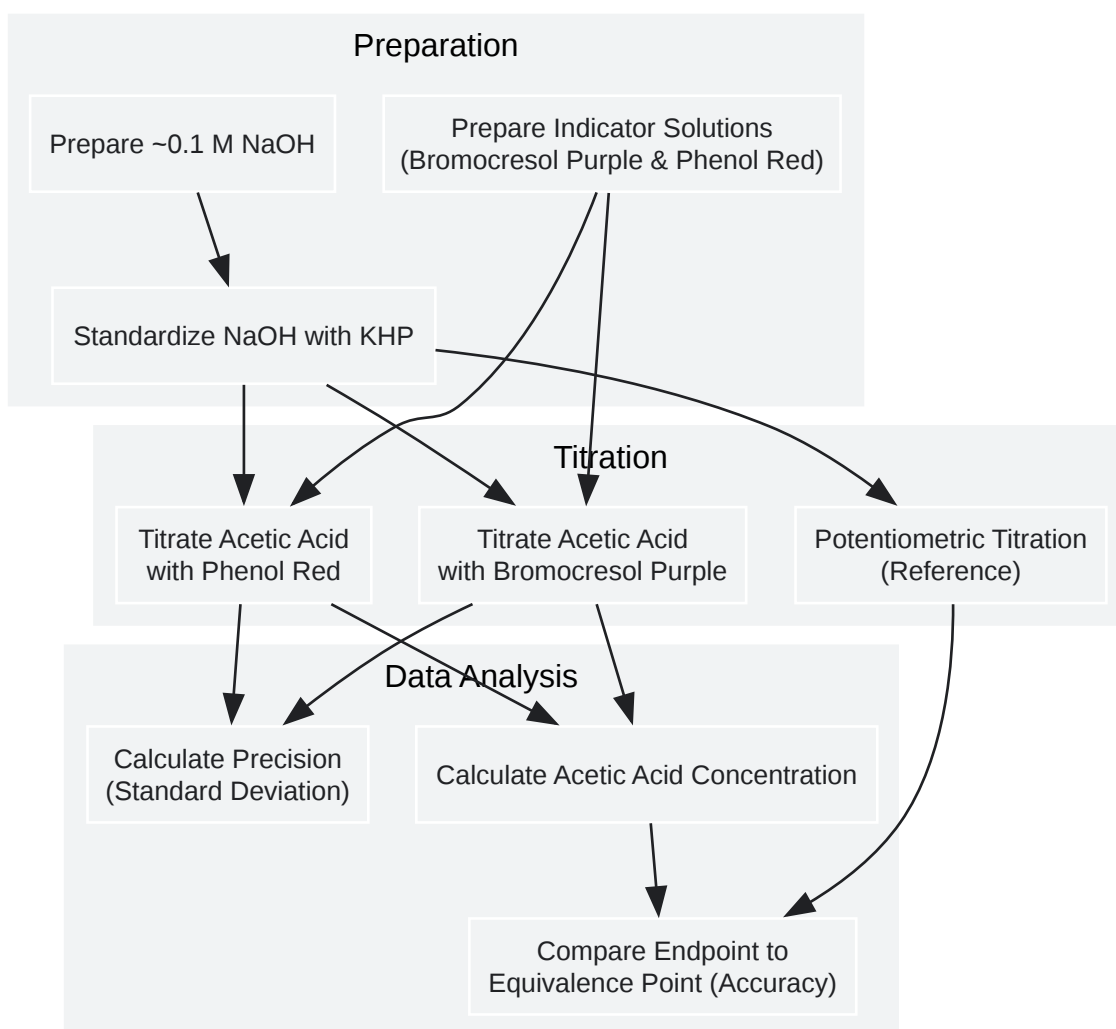 Preparation
Prepare ~0.1 M NaOH
Prepare Indicator Solutions
(Bromocresol Purple & Phenol Red)
Standardize NaOH with KHP
Titration
Titrate Acetic Acid
with Phenol Red
Titrate Acetic Acid
with Bromocresol Purple
Potentiometric Titration
(Reference)
Data Analysis
Calculate Precision
(Standard Deviation)
Calculate Acetic Acid Concentration
Compare Endpoint to
Equivalence Point (Accuracy)